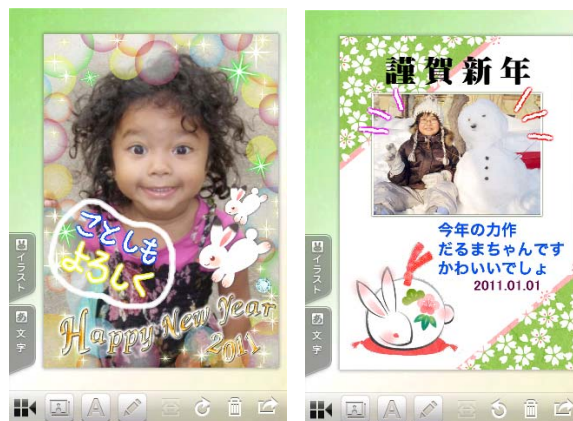 ことしも
よろしく
Happy New Year
2011
イラスト
あ
文字
A
謹賀新年
今年の力作
だるまちゃんです
かわいいでしょ
2011.01.01
イラスト
あ
文字
A